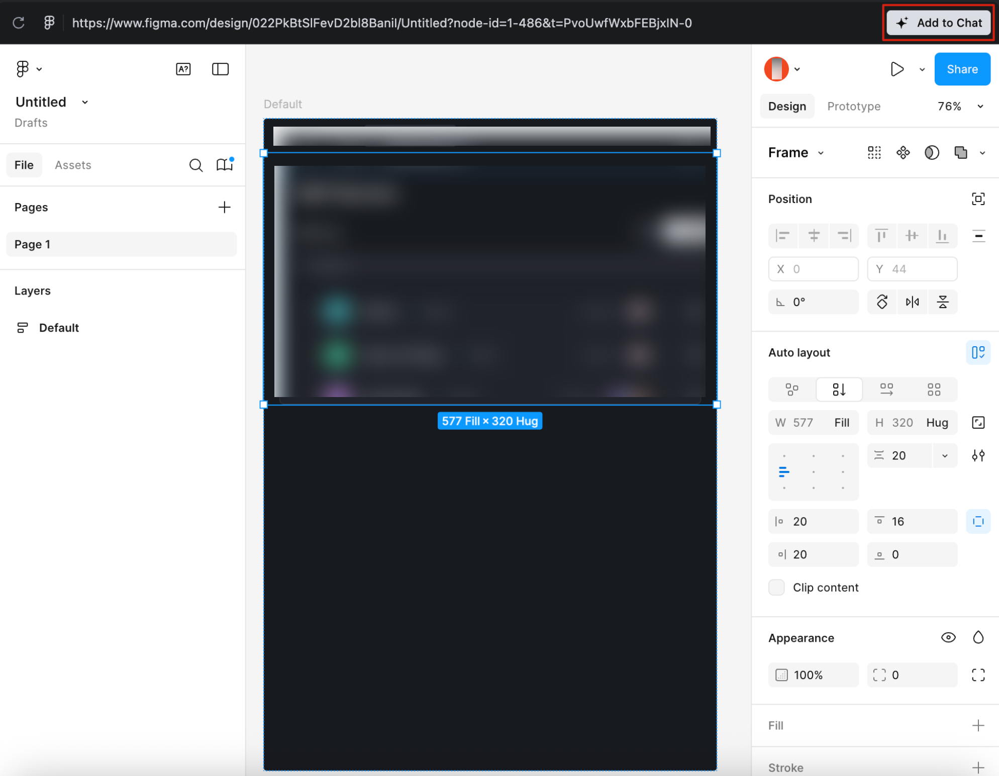 https://www.figma.com/design/022PkBtSlFevD2bl8Banil/Untitled?node-id=1-486&t=PvoUwfWxbFEBjxIN-0
Add to Chat
A?
Share
Untitled
Drafts
Default
Design
Prototype
76%
File
Assets
Frame
Pages
Position
Page 1
X 0
Y 44
Layers
0°
Default
Auto layout
577 Fill × 320 Hug
W 577 Fill
H 320 Hug
20
20
16
20
0
Clip content
Appearance
100%
0
Fill
Stroke